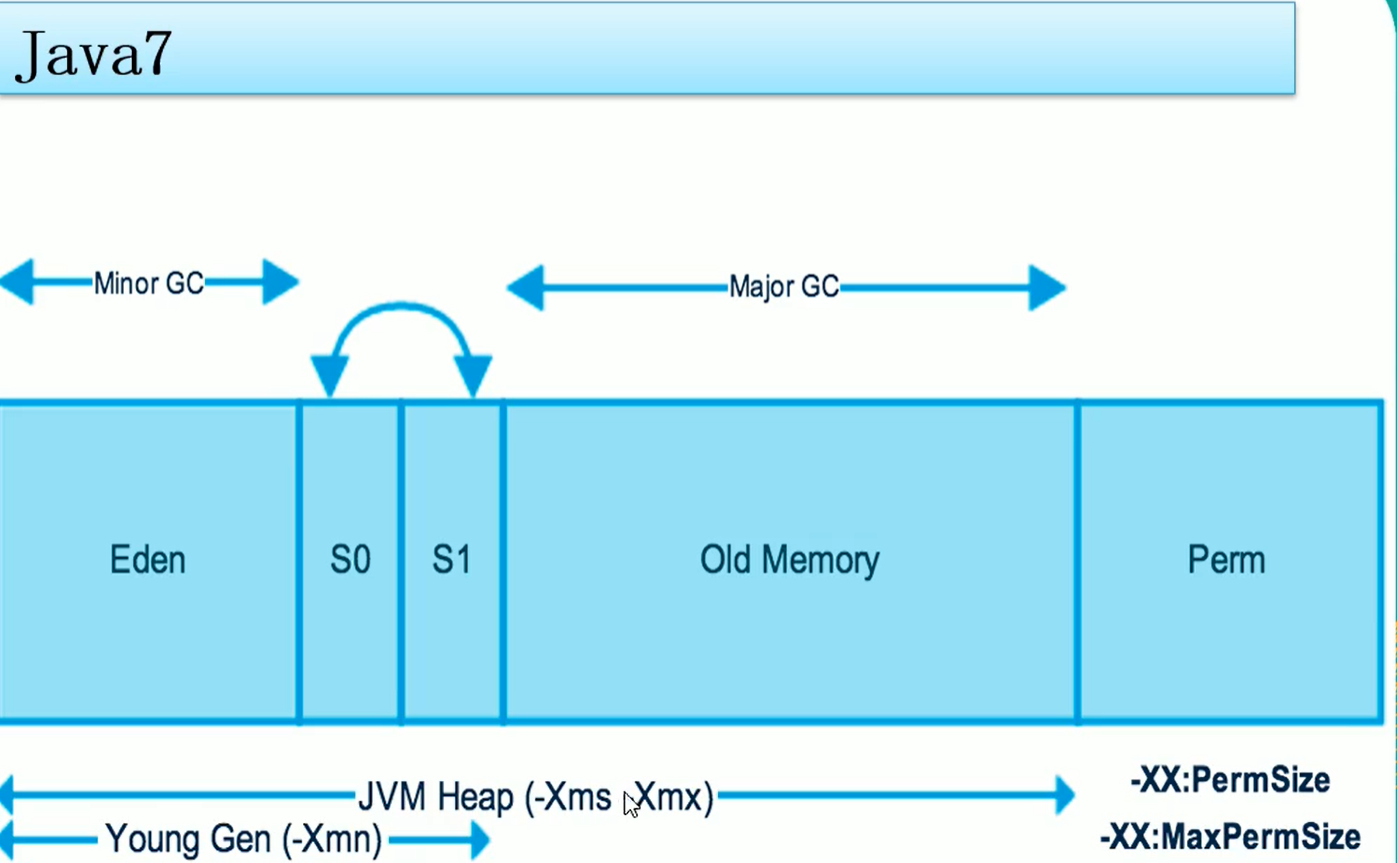 Java7
Minor GC
Major GC
Eden
S0
S1
Old Memory
Perm
JVM Heap (-Xms -Xmx)
-XX:PermSize
Young Gen (-Xmn)
-XX:MaxPermSize